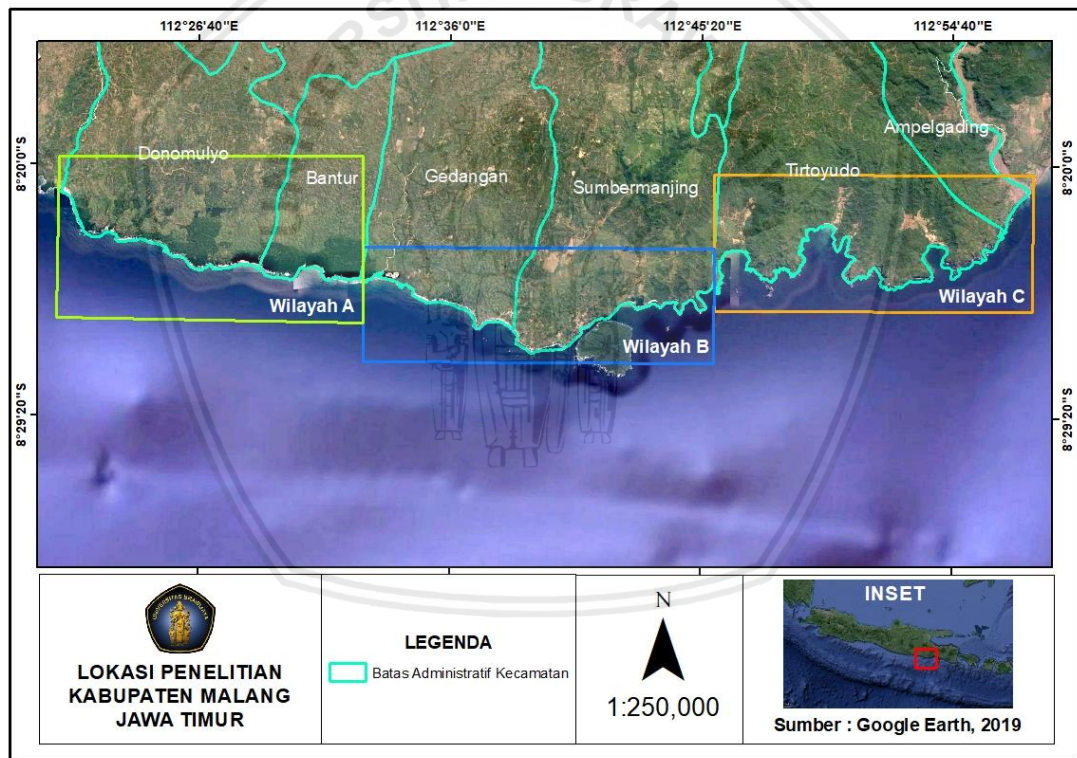 112°26'40"E 112°36'0"E 112°45'20"E 112°54'40"E
8°20'0"S 8°20'0"S
8°29'20"S 8°29'20"S
Ampelgading
Donomulyo
Bantur
Gedangan
Sumbermanjing
Tirtoyudo
Wilayah A
Wilayah B
Wilayah C
UNIVERSITAS BRAWIJAYA
LOKASI PENELITIAN
KABUPATEN MALANG
JAWA TIMUR
LEGENDA
Batas Administratif Kecamatan
N
1:250,000
INSET
Sumber : Google Earth, 2019